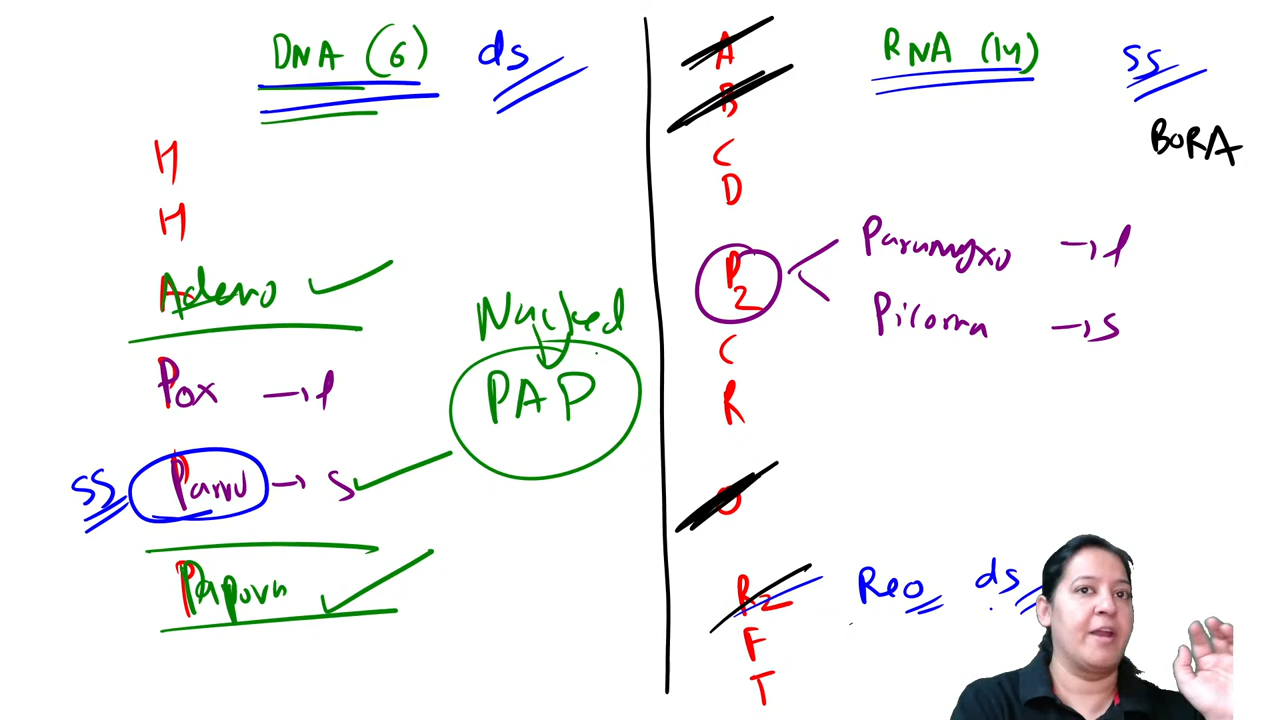 DNA (6) ds
H
H
Adeno
Pox → l
ss Parvo → s
Papova
Nucked
PAP
A
B
C
D
P2
Paramyxo → l
Picorna → s
C
R
O
R2 Reo ds
F
T
RNA (14) ss
BORA